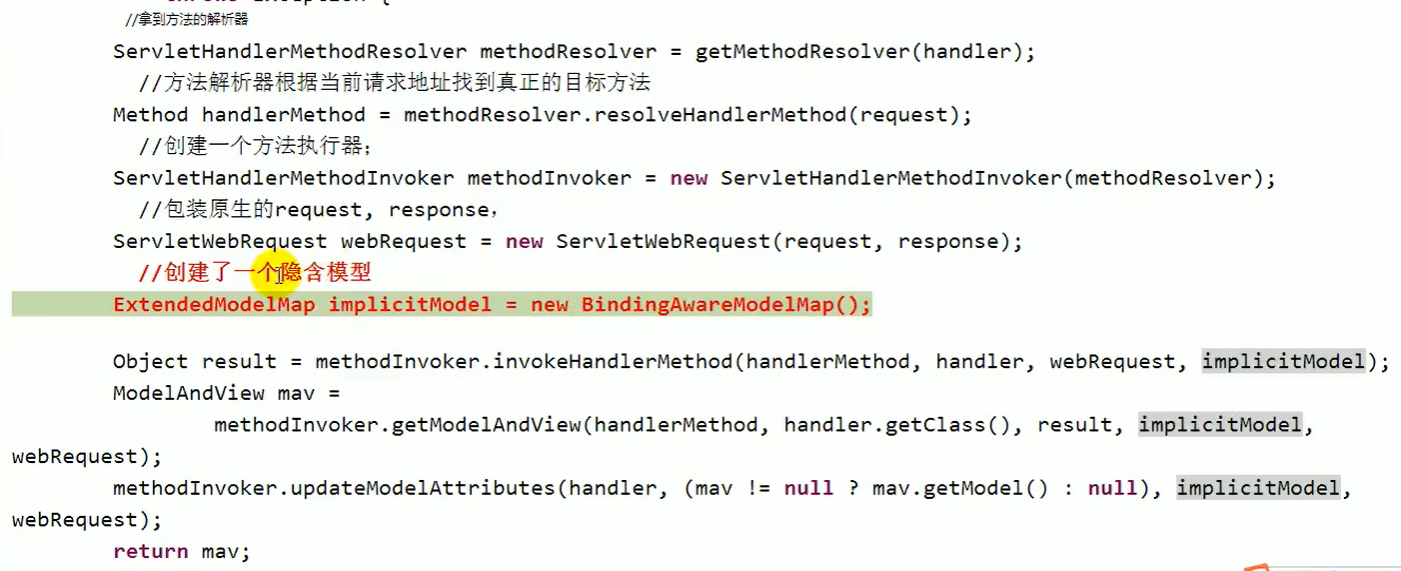 //拿到方法的解析器
ServletHandlerMethodResolver methodResolver = getMethodResolver(handler);
//方法解析器根据当前请求地址找到真正的目标方法
Method handlerMethod = methodResolver.resolveHandlerMethod(request);
//创建一个方法执行器;
ServletHandlerMethodInvoker methodInvoker = new ServletHandlerMethodInvoker(methodResolver);
//包装原生的request, response,
ServletWebRequest webRequest = new ServletWebRequest(request, response);
//创建了一个隐含模型
ExtendedModelMap implicitModel = new BindingAwareModelMap();
Object result = methodInvoker.invokeHandlerMethod(handlerMethod, handler, webRequest, implicitModel);
ModelAndView mav =
methodInvoker.getModelAndView(handlerMethod, handler.getClass(), result, implicitModel,
webRequest);
methodInvoker.updateModelAttributes(handler, (mav != null ? mav.getModel() : null), implicitModel,
webRequest);
return mav;